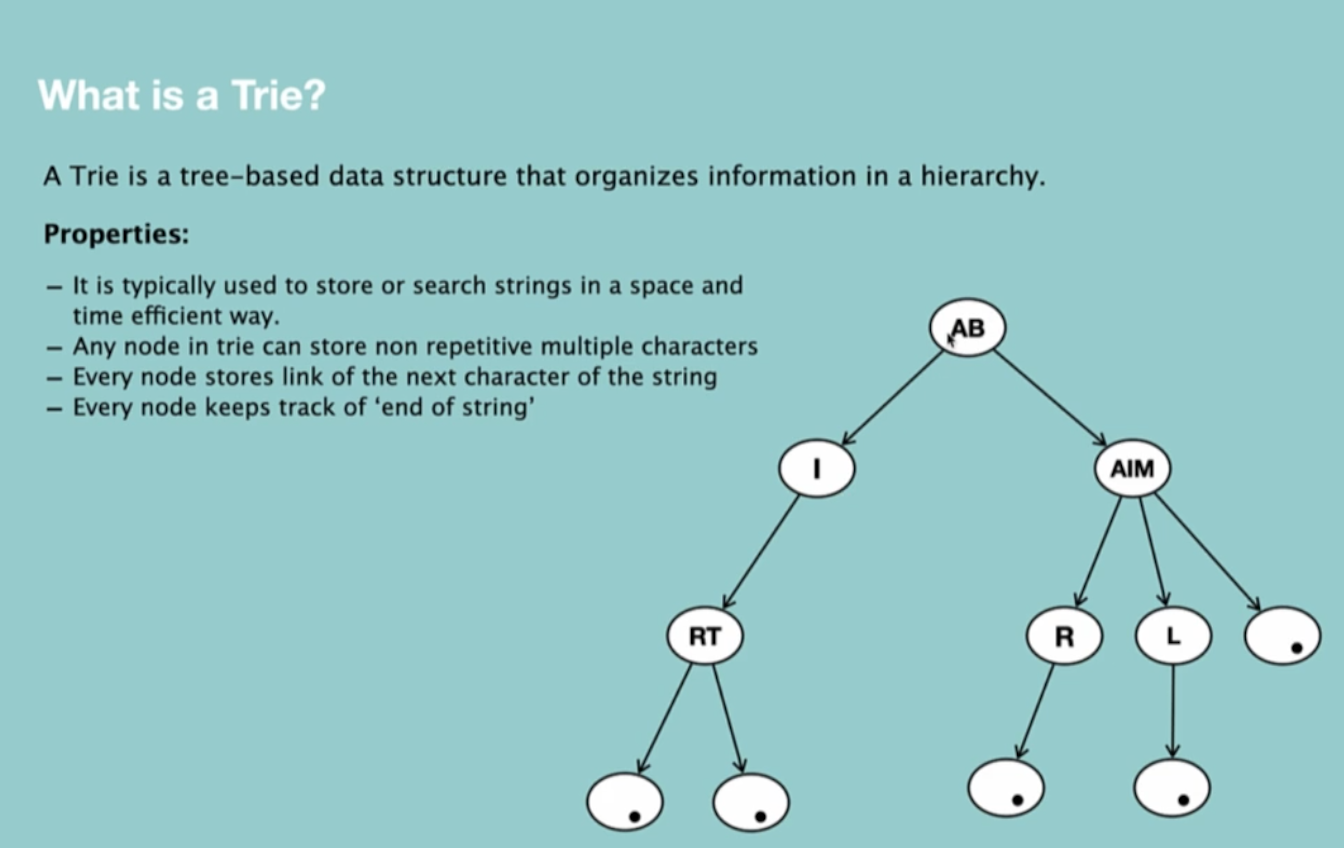 What is a Trie?
A Trie is a tree-based data structure that organizes information in a hierarchy.
Properties:
– It is typically used to store or search strings in a space and
time efficient way.
– Any node in trie can store non repetitive multiple characters
– Every node stores link of the next character of the string
– Every node keeps track of ‘end of string’
AB
I
AIM
RT
R
L